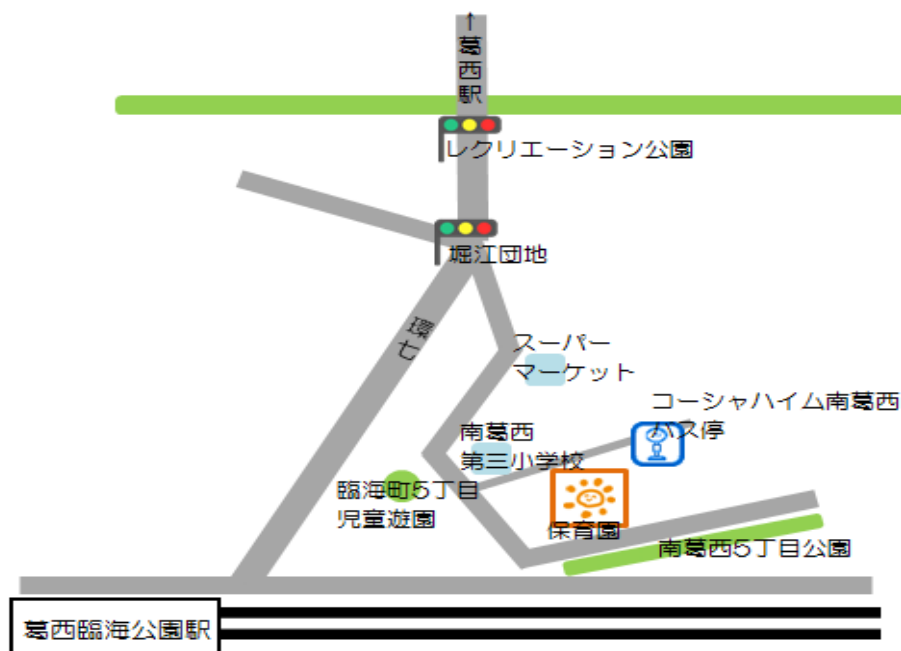 ↑葛西駅
レクリエーション公園
堀江団地
環七
スーパー
マーケット
コーシャハイム南葛西
バス停
南葛西
第三小学校
臨海町5丁目
児童遊園
保育園
南葛西5丁目公園
葛西臨海公園駅